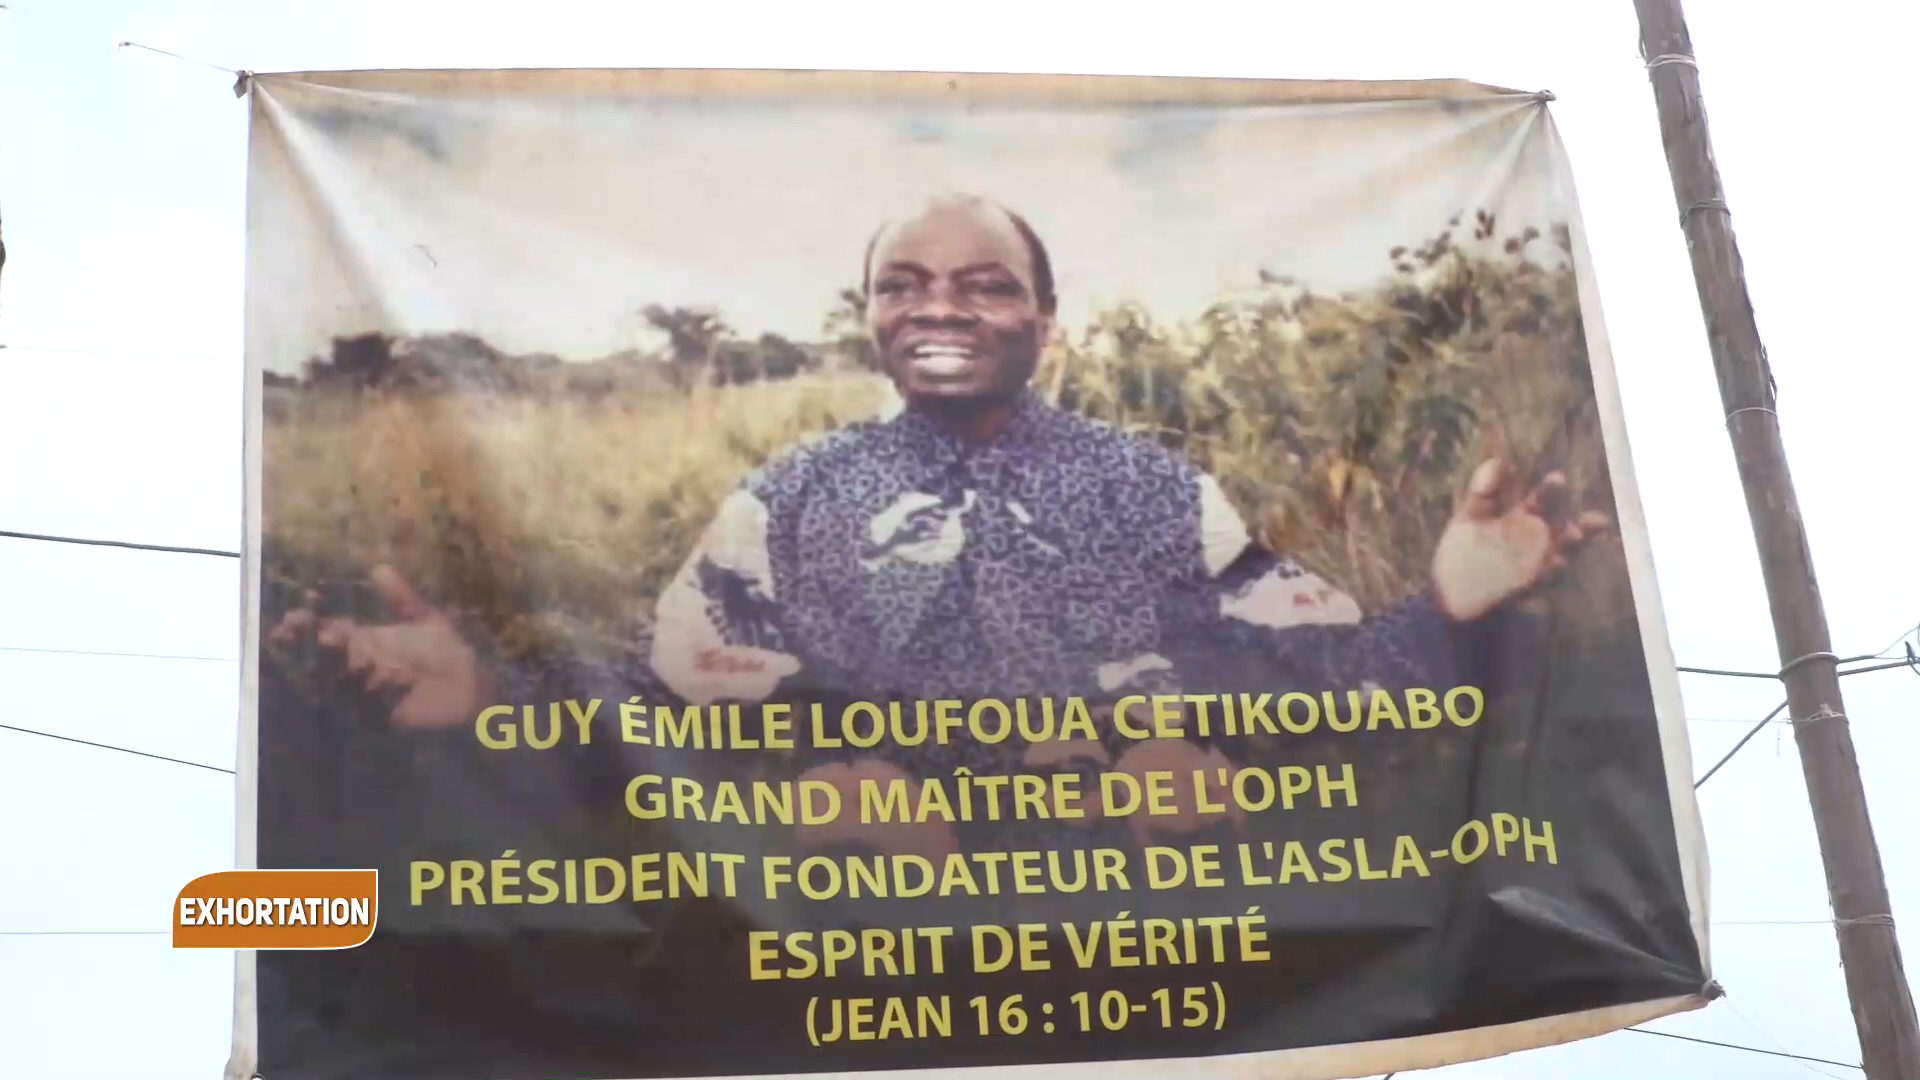 GUY ÉMILE LOUFOUA CETIKOUABO
GRAND MAÎTRE DE L'OPH
PRÉSIDENT FONDATEUR DE L'ASLA-OPH
EXHORTATION
ESPRIT DE VÉRITÉ
(JEAN 16 : 10-15)